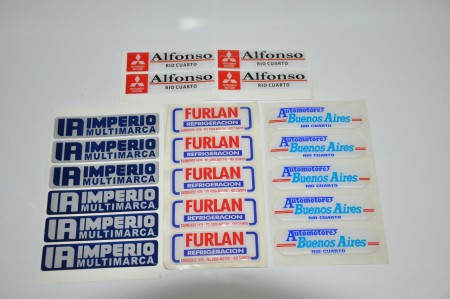 Alfonso Alfonso
RIO CUARTO RIO CUARTO
Alfonso Alfonso
RIO CUARTO RIO CUARTO
IA IMPERIO
MULTIMARCA
IA IMPERIO
MULTIMARCA
IA IMPERIO
MULTIMARCA
IA IMPERIO
MULTIMARCA
IA IMPERIO
MULTIMARCA
IA IMPERIO
MULTIMARCA
FURLAN
REFRIGERACION
FURLAN
REFRIGERACION
FURLAN
REFRIGERACION
FURLAN
REFRIGERACION
FURLAN
REFRIGERACION
Automotores
Buenos Aires
RIO CUARTO
Automotores
Buenos Aires
RIO CUARTO
Automotores
Buenos Aires
RIO CUARTO
Automotores
Buenos Aires
RIO CUARTO
Automotores
Buenos Aires
RIO CUARTO